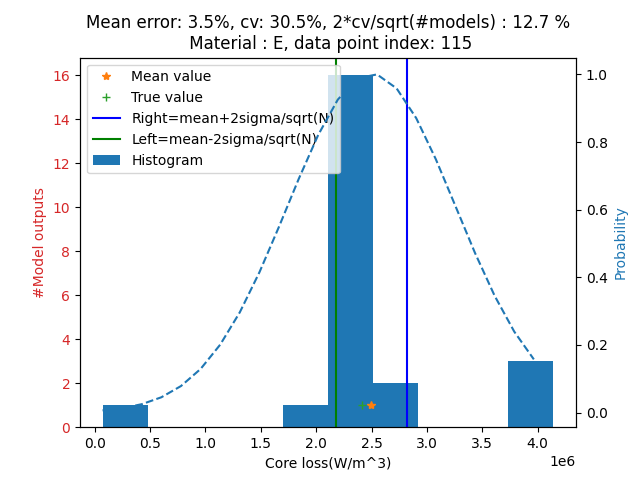 Mean error: 3.5%, cv: 30.5%, 2*cv/sqrt(#models) : 12.7 %
Material : E, data point index: 115
Mean value
True value
Right=mean+2sigma/sqrt(N)
Left=mean-2sigma/sqrt(N)
Histogram
#Model outputs
16
14
12
10
8
6
4
2
0
Probability
1.0
0.8
0.6
0.4
0.2
0.0
0.0 0.5 1.0 1.5 2.0 2.5 3.0 3.5 4.0
1e6
Core loss(W/m^3)